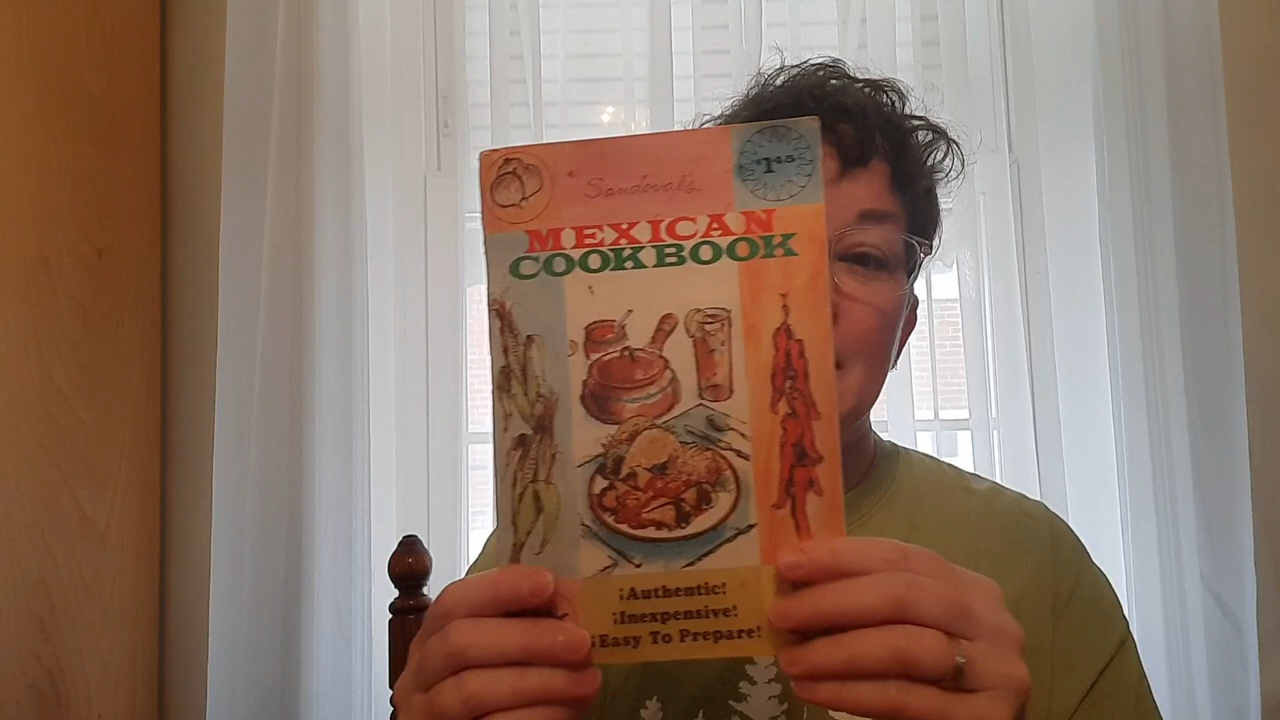 $1.45
Sandoval's
MEXICAN
COOKBOOK
¡Authentic!
¡Inexpensive!
¡Easy To Prepare!